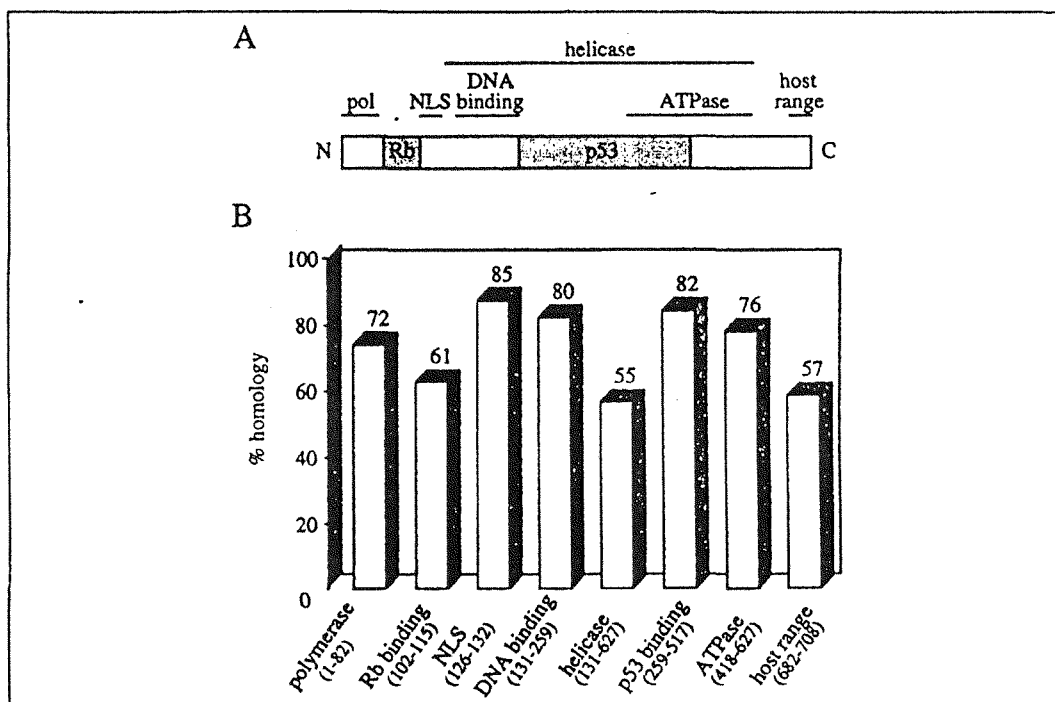 A
helicase
DNA
host
pol
NLS
binding
ATPase
range
N
Rb
p53
C
B
100
80
60
40
20
0
% homology
72
61
85
80
55
82
76
57
polymerase
(1-82)
Rb binding
(102-115)
NLS
(126-132)
DNA binding
(131-259)
helicase
(131-627)
p53 binding
(259-517)
ATPase
(418-627)
host range
(682-708)